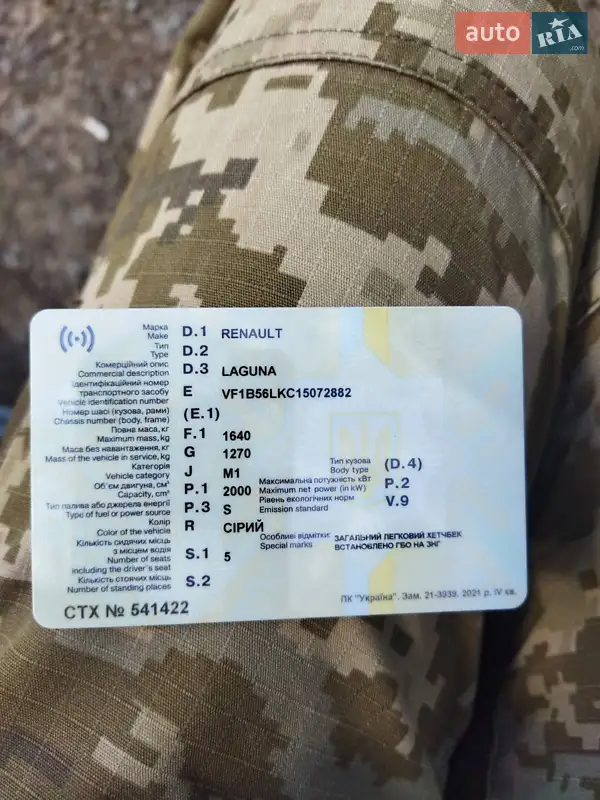 auto RIA .com
Марка
Make D.1 RENAULT
Тип
Type D.2
Комерційний опис
Commercial description D.3 LAGUNA
Ідентифікаційний номер
транспортного засобу
Vehicle identification number E VF1B56LKC15072882
Номер шасі (кузова, рами)
Chassis number (body, frame) (E.1)
Повна маса, кг
Maximum mass, kg F.1 1640
Маса без навантаження, кг
Mass of the vehicle in service, kg G 1270
Категорія
Vehicle category J M1
Тип кузова
Body type (D.4)
Об'єм двигуна, см³
Capacity, cm³ P.1 2000
Максимальна потужність кВт
Maximum net power (in kW) P.2
Тип палива або джерела енергії
Type of fuel or power source P.3 S
Рівень екологічних норм
Emission standard V.9
Колір
Color of the vehicle R СІРИЙ
Особливі відмітки: ЗАГАЛЬНИЙ ЛЕГКОВИЙ ХЕТЧБЕК
Special marks ВСТАНОВЛЕНО ГБО НА ЗНГ
Кількість сидячих місць
з місцем водія
Number of seats
including the driver's seat S.1 5
Кількість стоячих місць
Number of standing places S.2
СТХ № 541422
ПК "Україна". Зам. 21-3939. 2021 р. IV кв.